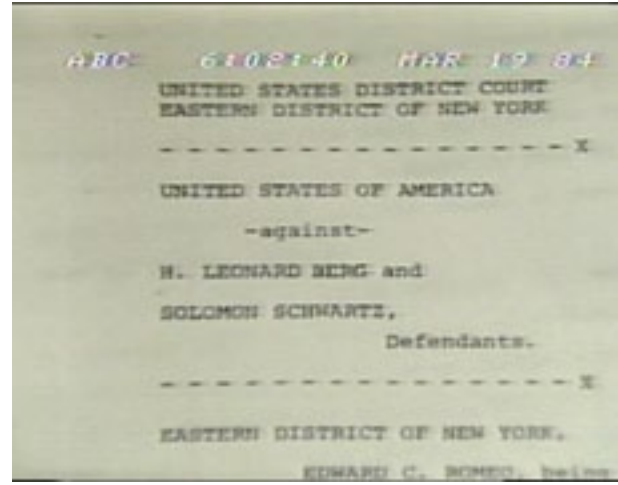 ABC 6:02:40 MAR 19 84
UNITED STATES DISTRICT COURT
EASTERN DISTRICT OF NEW YORK
- - - - - - - - - - - - - - - - - X
UNITED STATES OF AMERICA
-against-
H. LEONARD BERG and
SOLOMON SCHWARTZ,
Defendants.
- - - - - - - - - - - - - - - - - X
EASTERN DISTRICT OF NEW YORK,
EDWARD C. ROMEO, being